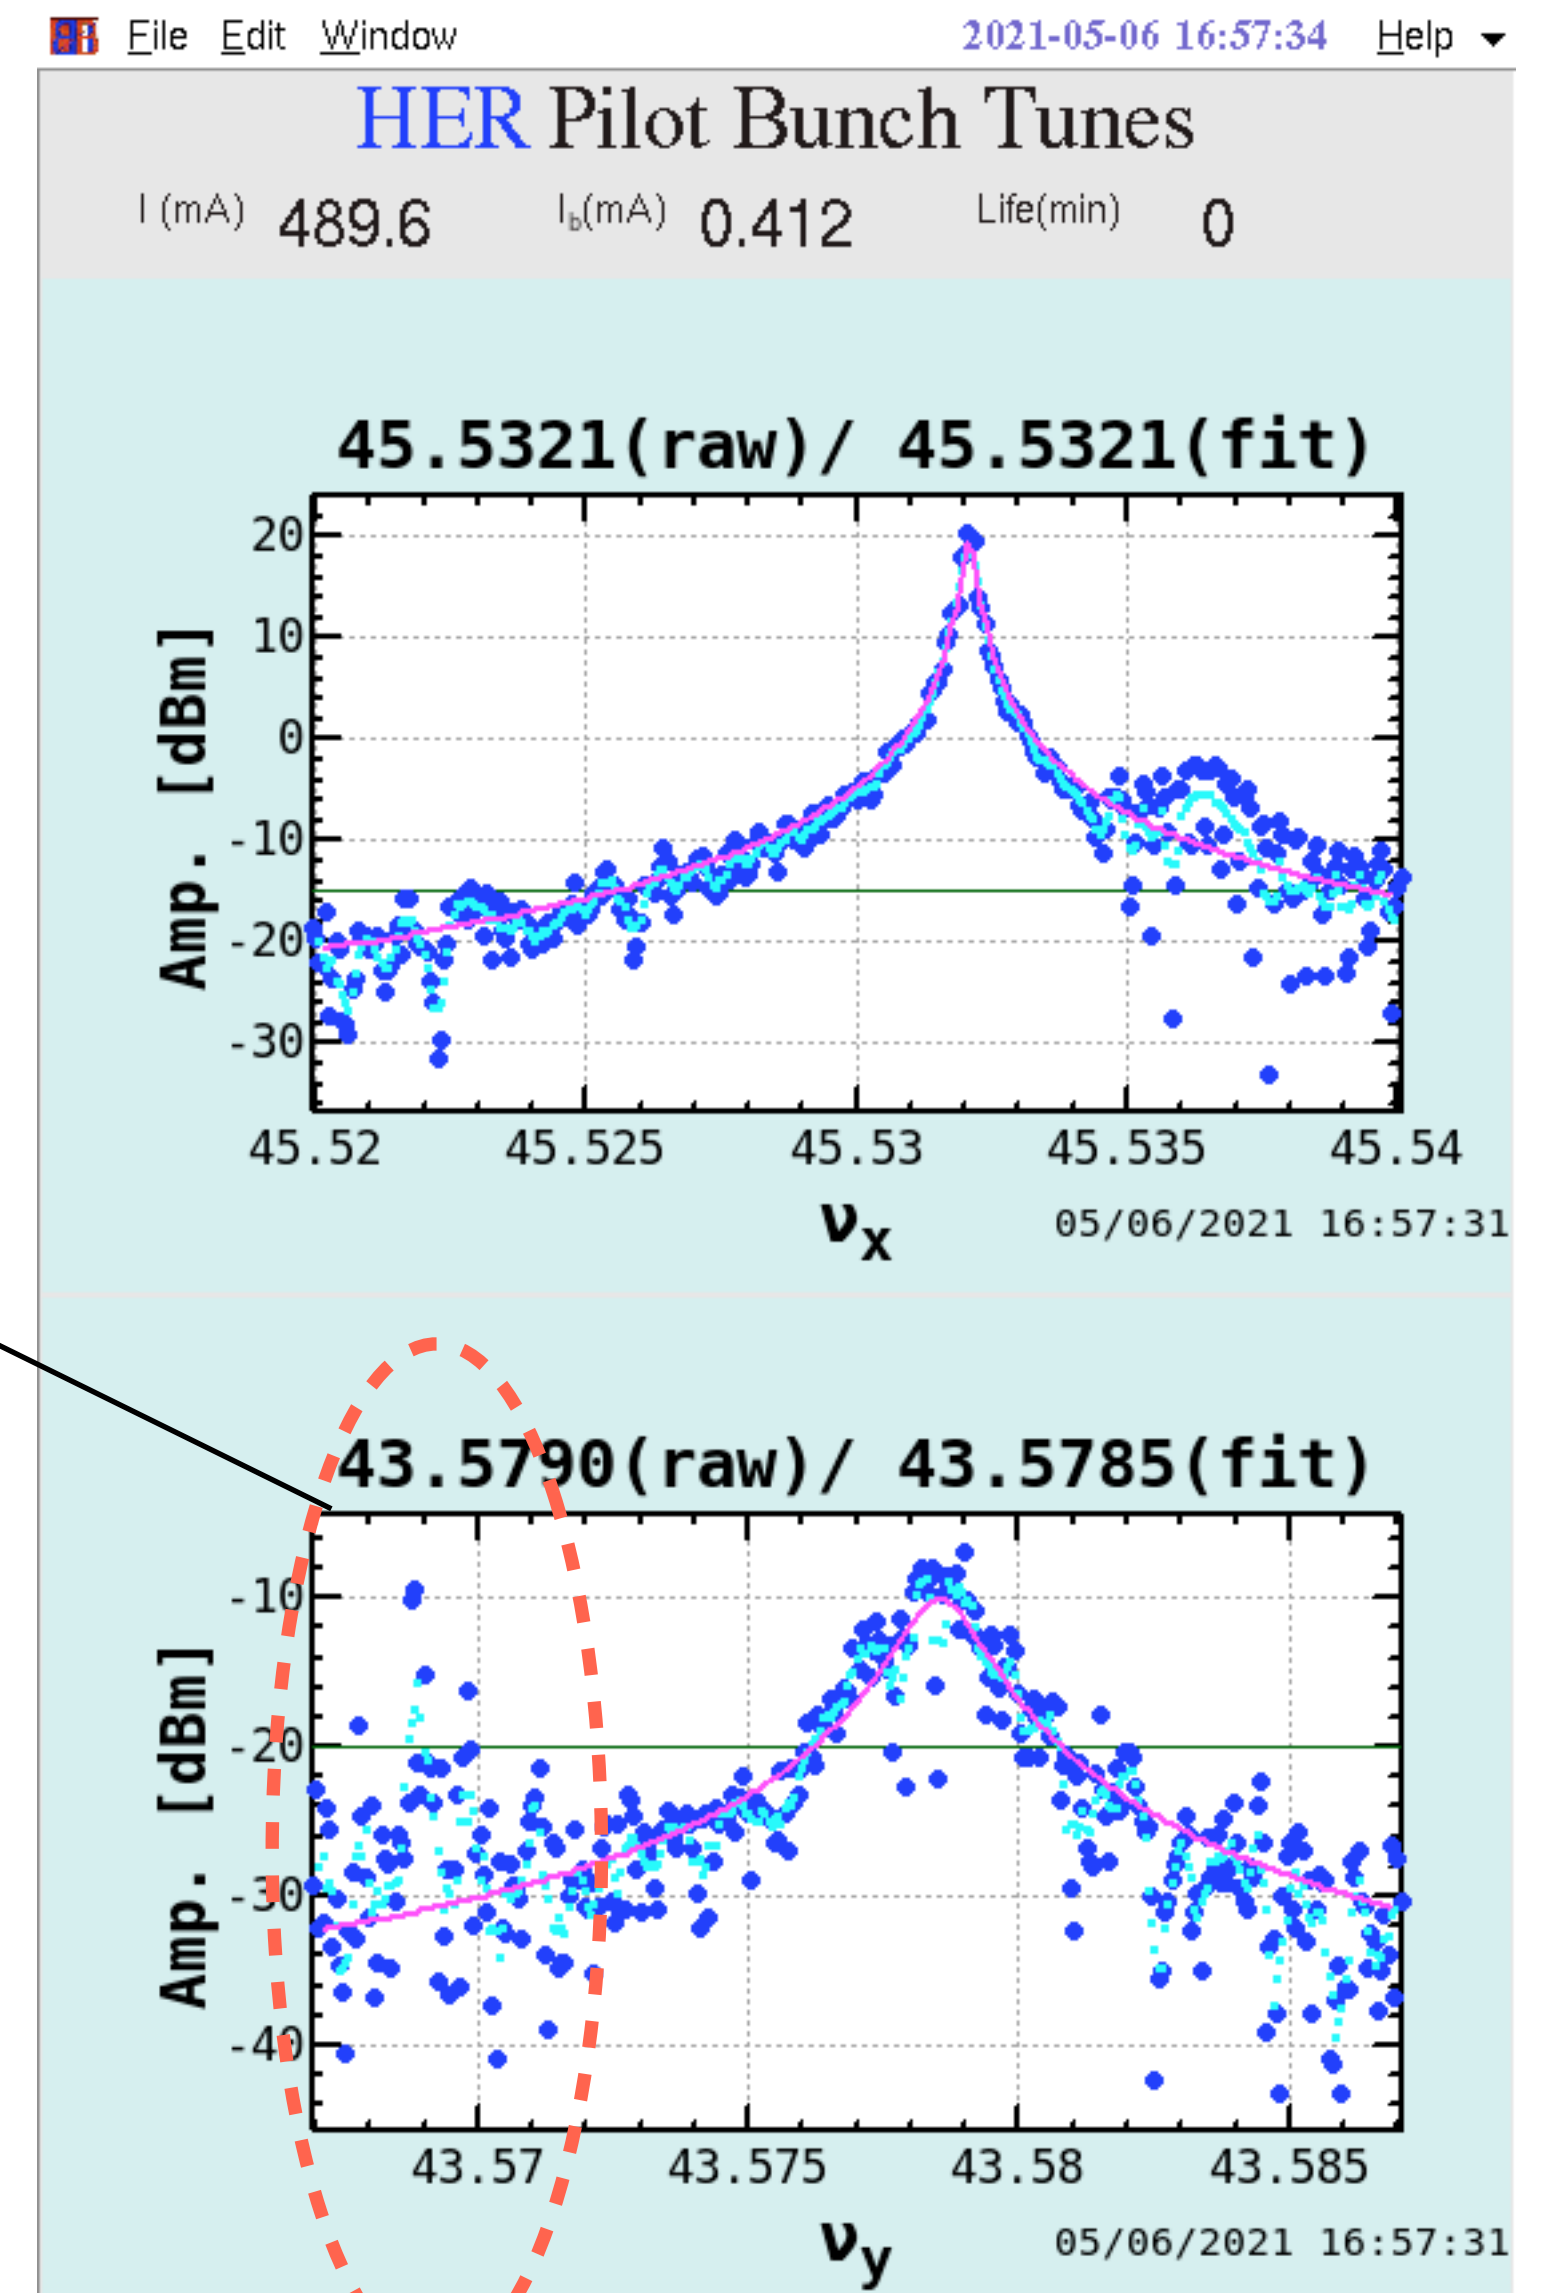 File Edit Window 2021-05-06 16:57:34 Help
HER Pilot Bunch Tunes
I (mA) 489.6 Ib(mA) 0.412 Life(min) 0
45.5321(raw)/ 45.5321(fit)
Amp. [dBm]
20
10
0
-10
-20
-30
45.52 45.525 45.53 45.535 45.54
νx 05/06/2021 16:57:31
43.5790(raw)/ 43.5785(fit)
Amp. [dBm]
-10
-20
-30
-40
43.57 43.575 43.58 43.585
νy 05/06/2021 16:57:31